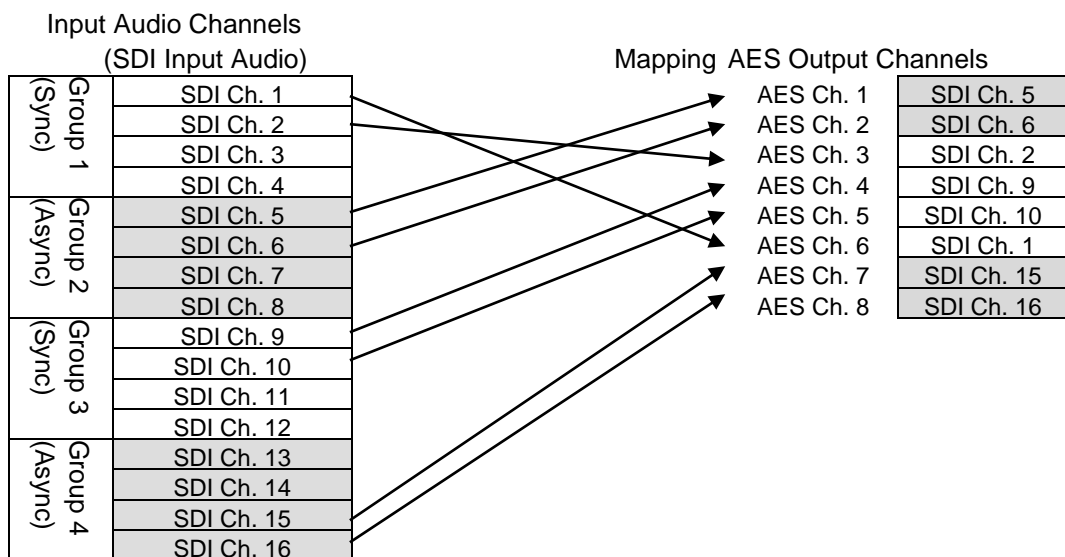 Input Audio Channels
(SDI Input Audio)
Group 1
(Sync)
SDI Ch. 1
SDI Ch. 2
SDI Ch. 3
SDI Ch. 4
Group 2
(Async)
SDI Ch. 5
SDI Ch. 6
SDI Ch. 7
SDI Ch. 8
Group 3
(Sync)
SDI Ch. 9
SDI Ch. 10
SDI Ch. 11
SDI Ch. 12
Group 4
(Async)
SDI Ch. 13
SDI Ch. 14
SDI Ch. 15
SDI Ch. 16
Mapping AES Output Channels
AES Ch. 1 SDI Ch. 5
AES Ch. 2 SDI Ch. 6
AES Ch. 3 SDI Ch. 2
AES Ch. 4 SDI Ch. 9
AES Ch. 5 SDI Ch. 10
AES Ch. 6 SDI Ch. 1
AES Ch. 7 SDI Ch. 15
AES Ch. 8 SDI Ch. 16